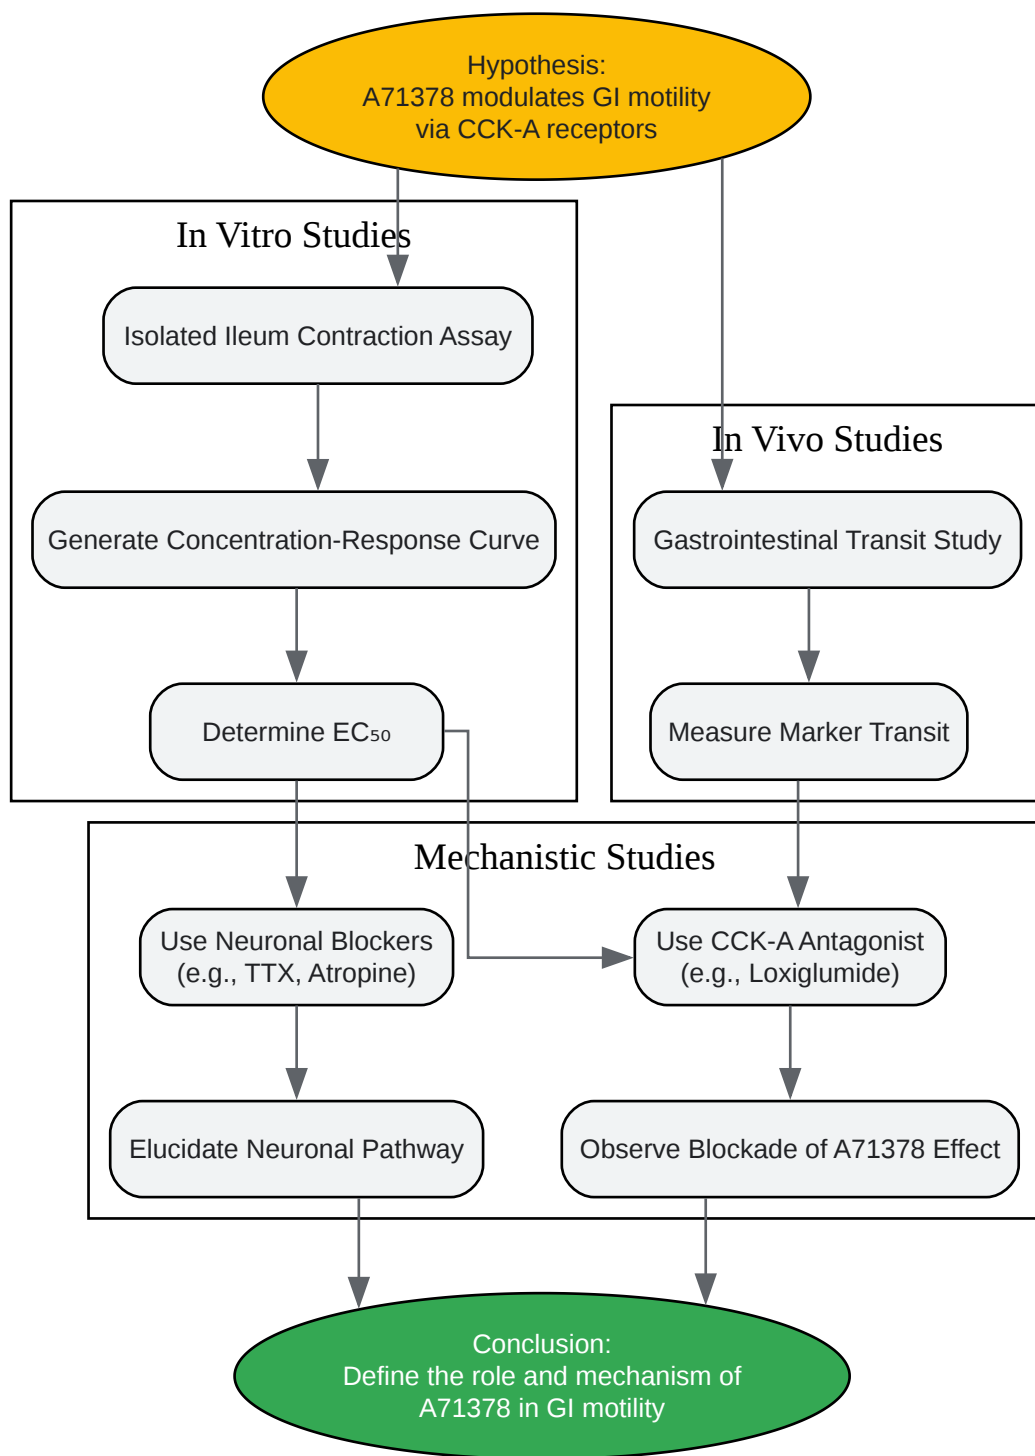 Hypothesis:
A71378 modulates GI motility
via CCK-A receptors
In Vitro Studies
Isolated Ileum Contraction Assay
In Vivo Studies
Generate Concentration-Response Curve
Gastrointestinal Transit Study
Determine EC₅₀
Measure Marker Transit
Mechanistic Studies
Use Neuronal Blockers
(e.g., TTX, Atropine)
Use CCK-A Antagonist
(e.g., Loxiglumide)
Elucidate Neuronal Pathway
Observe Blockade of A71378 Effect
Conclusion:
Define the role and mechanism of
A71378 in GI motility